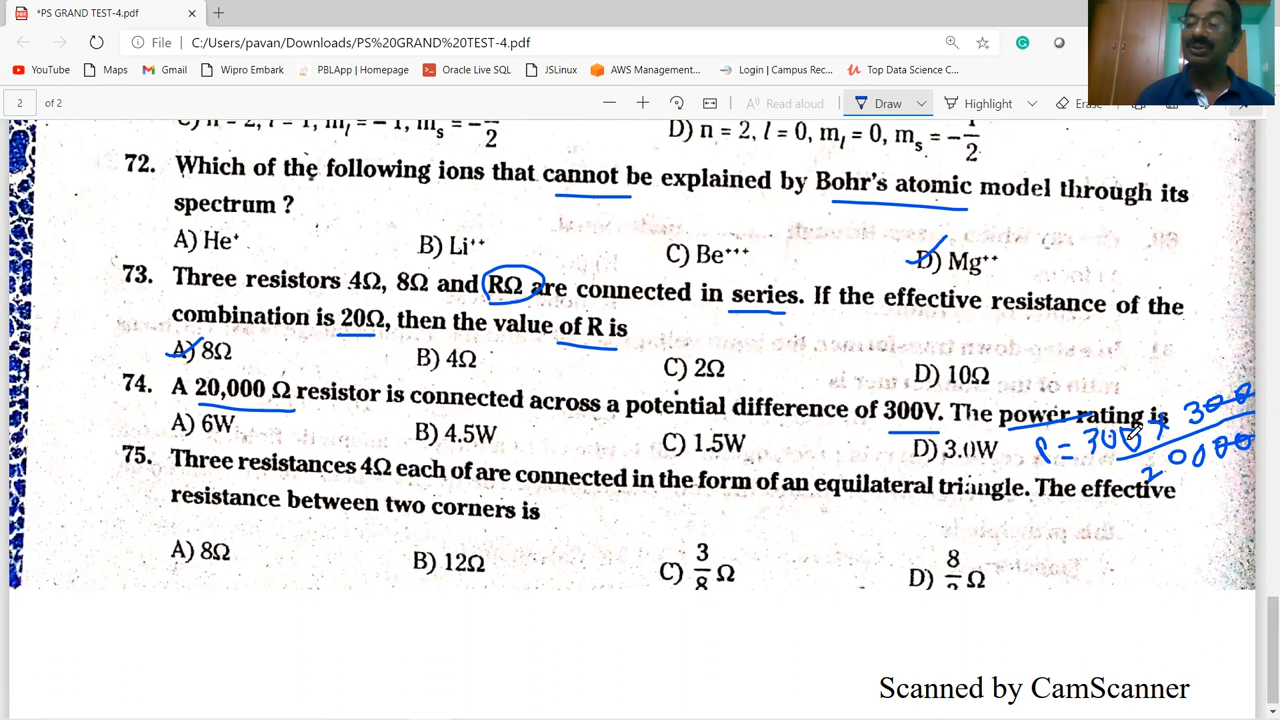 *PS GRAND TEST-4.pdf
File C:/Users/pavan/Downloads/PS%20GRAND%20TEST-4.pdf
YouTube Maps Gmail Wipro Embark PBLApp | Homepage Oracle Live SQL JSLinux AWS Management... Login | Campus Rec... Top Data Science C...
2 of 2 Read aloud Draw Highlight Erase
D) n = 2, l = 0, mₗ = 0, mₛ = -1/2
72. Which of the following ions that cannot be explained by Bohr's atomic model through its
spectrum ?
A) He⁺ B) Li⁺⁺ C) Be⁺⁺⁺ D) Mg⁺⁺
73. Three resistors 4Ω, 8Ω and RΩ are connected in series. If the effective resistance of the
combination is 20Ω, then the value of R is
A) 8Ω B) 4Ω C) 2Ω D) 10Ω
74. A 20,000 Ω resistor is connected across a potential difference of 300V. The power rating is
A) 6W B) 4.5W C) 1.5W D) 3.0W
P = 300 × 300
20000
75. Three resistances 4Ω each of are connected in the form of an equilateral triangle. The effective
resistance between two corners is
A) 8Ω B) 12Ω C) 3/8 Ω D) 8/ Ω
Scanned by CamScanner